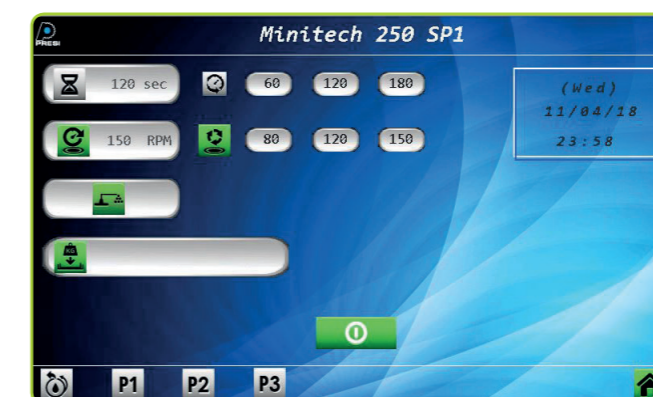 PRESI
Minitech 250 SP1
120 sec 60 120 180
(Wed)
11/04/18
23:58
150 RPM 80 120 150
KG
P1 P2 P3